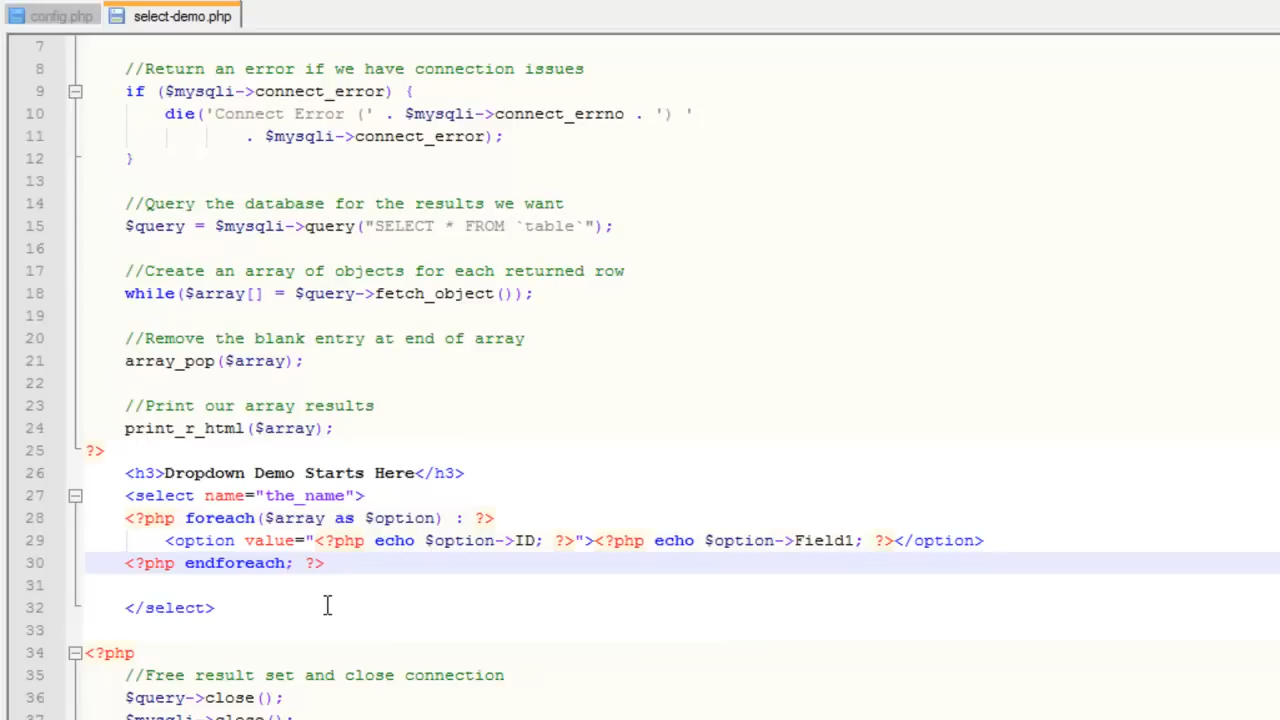 config.php select-demo.php
7
8 //Return an error if we have connection issues
9 if ($mysqli->connect_error) {
10 die('Connect Error (' . $mysqli->connect_errno . ') '
11 . $mysqli->connect_error);
12 }
13
14 //Query the database for the results we want
15 $query = $mysqli->query("SELECT * FROM `table`");
16
17 //Create an array of objects for each returned row
18 while($array[] = $query->fetch_object());
19
20 //Remove the blank entry at end of array
21 array_pop($array);
22
23 //Print our array results
24 print_r_html($array);
25 ?>
26 <h3>Dropdown Demo Starts Here</h3>
27 <select name="the_name">
28 <?php foreach($array as $option) : ?>
29 <option value="<?php echo $option->ID; ?>"><?php echo $option->Field1; ?></option>
30 <?php endforeach; ?>
31
32 </select>
33
34 <?php
35 //Free result set and close connection
36 $query->close();
37 $mysqli->close();